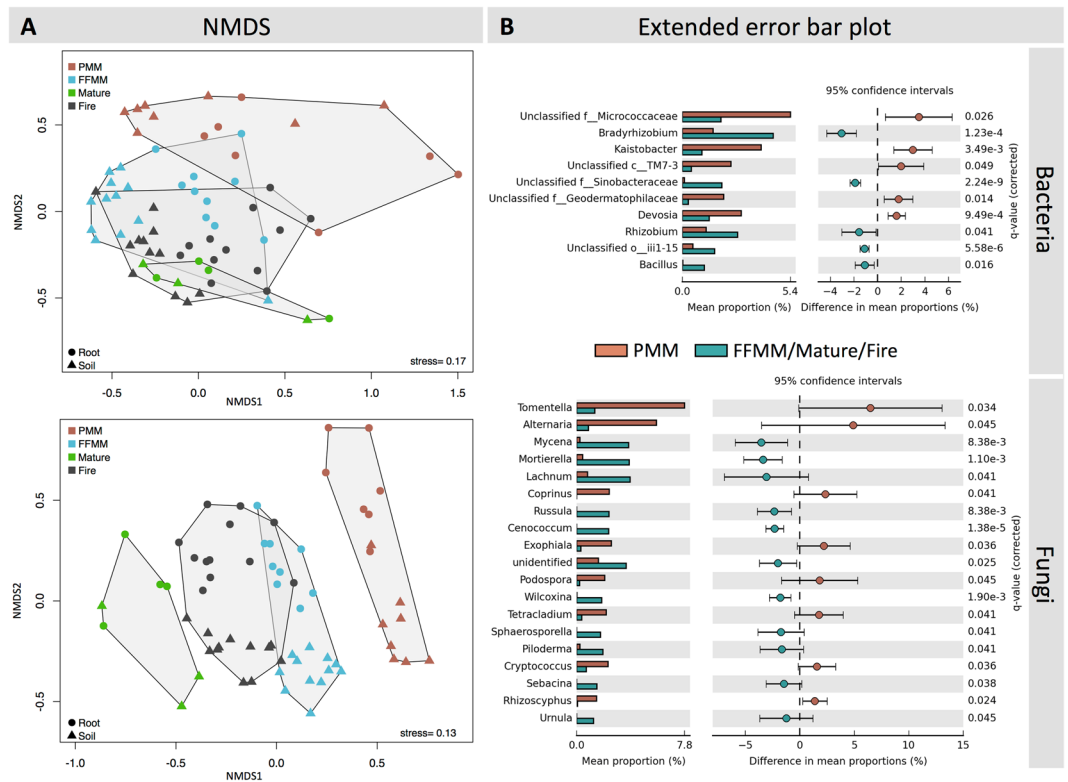 A NMDS
B Extended error bar plot
PMM
FFMM
Mature
Fire
Root
Soil
stress= 0.17
NMDS2
0.5
0.0
-0.5
-0.5 0.0 0.5 1.0 1.5
NMDS1
PMM
FFMM
Mature
Fire
Root
Soil
stress= 0.13
NMDS2
0.5
0.0
-0.5
-1.0 -0.5 0.0 0.5
NMDS1
95% confidence intervals
Unclassified f__Micrococcaceae 0.026
Bradyrhizobium 1.23e-4
Kaistobacter 3.49e-3
Unclassified c__TM7-3 0.049
Unclassified f__Sinobacteraceae 2.24e-9
Unclassified f__Geodermatophilaceae 0.014
Devosia 9.49e-4
Rhizobium 0.041
Unclassified o__iii1-15 5.58e-6
Bacillus 0.016
0.0 5.4 −4 −2 0 2 4 6
Mean proportion (%) Difference in mean proportions (%)
q-value (corrected)
Bacteria
PMM FFMM/Mature/Fire
95% confidence intervals
Tomentella 0.034
Alternaria 0.045
Mycena 8.38e-3
Mortierella 1.10e-3
Lachnum 0.041
Coprinus 0.041
Russula 8.38e-3
Cenococcum 1.38e-5
Exophiala 0.036
unidentified 0.025
Podospora 0.045
Wilcoxina 1.90e-3
Tetracladium 0.041
Sphaerosporella 0.041
Piloderma 0.041
Cryptococcus 0.036
Sebacina 0.038
Rhizoscyphus 0.024
Urnula 0.045
0.0 7.8 −5 0 5 10 15
Mean proportion (%) Difference in mean proportions (%)
q-value (corrected)
Fungi